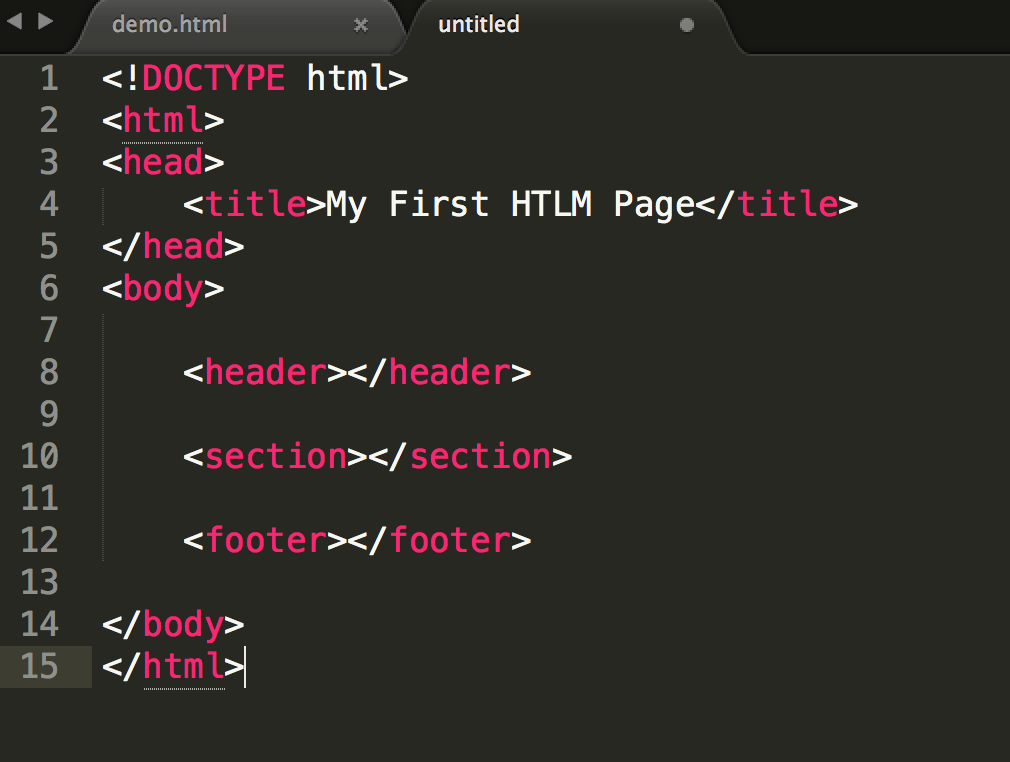 demo.html × untitled
1 <!DOCTYPE html>
2 <html>
3 <head>
4     <title>My First HTLM Page</title>
5 </head>
6 <body>
7
8     <header></header>
9
10     <section></section>
11
12     <footer></footer>
13
14 </body>
15 </html>